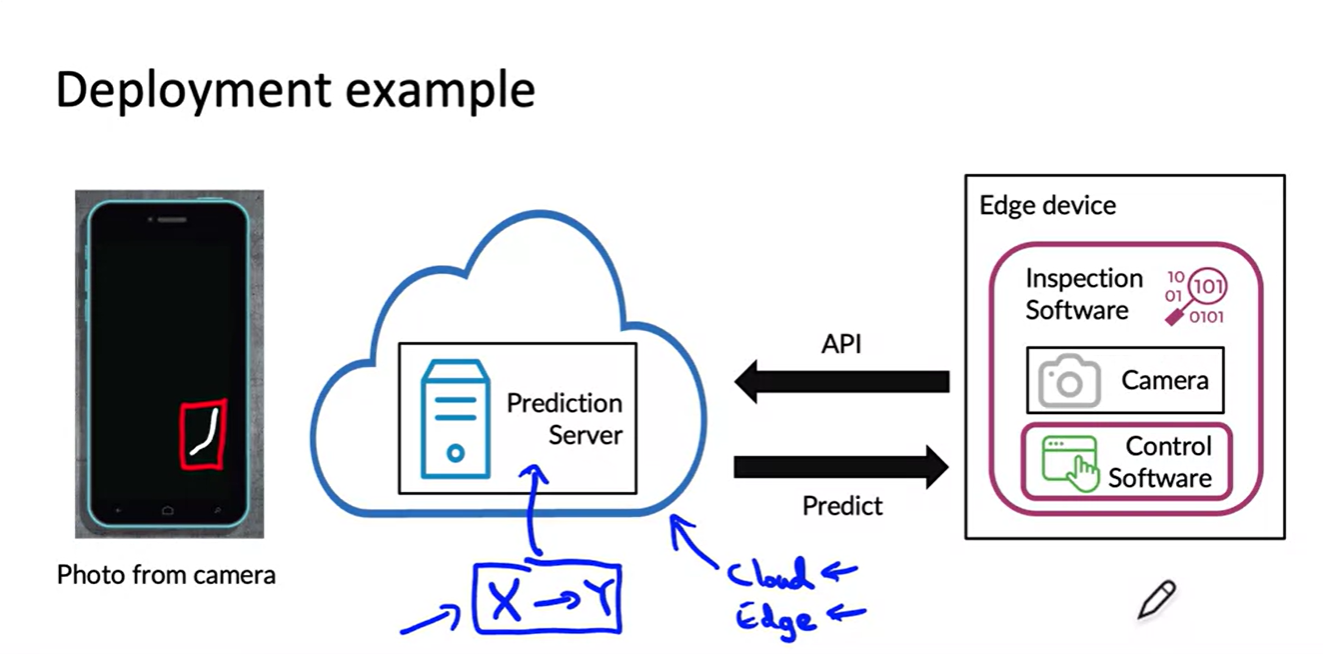 Deployment example
Photo from camera
Prediction
Server
X → Y
Cloud ←
Edge ←
API
Predict
Edge device
Inspection
Software
10
01
101
0101
Camera
Control
Software